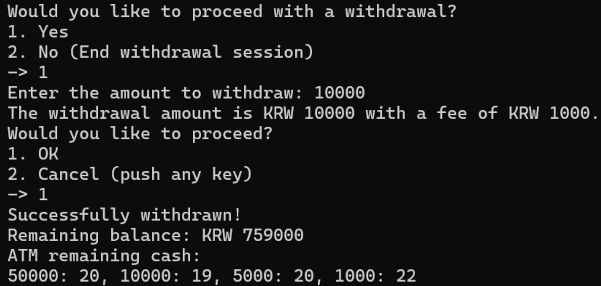 Would you like to proceed with a withdrawal?
1. Yes
2. No (End withdrawal session)
-> 1
Enter the amount to withdraw: 10000
The withdrawal amount is KRW 10000 with a fee of KRW 1000.
Would you like to proceed?
1. OK
2. Cancel (push any key)
-> 1
Successfully withdrawn!
Remaining balance: KRW 759000
ATM remaining cash:
50000: 20, 10000: 19, 5000: 20, 1000: 22